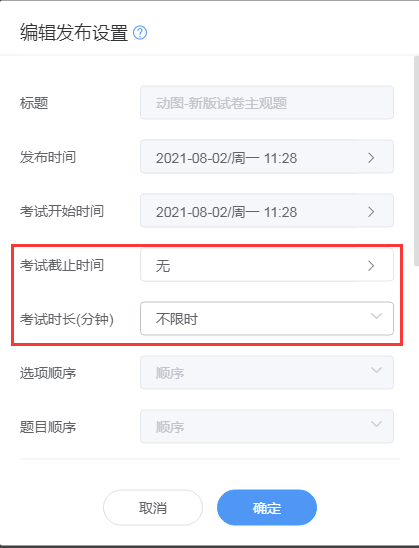 编辑发布设置
标题 动图-新版试卷主观题
发布时间 2021-08-02/周一 11:28
考试开始时间 2021-08-02/周一 11:28
考试截止时间 无
考试时长(分钟) 不限时
选项顺序 顺序
题目顺序 顺序
取消 确定